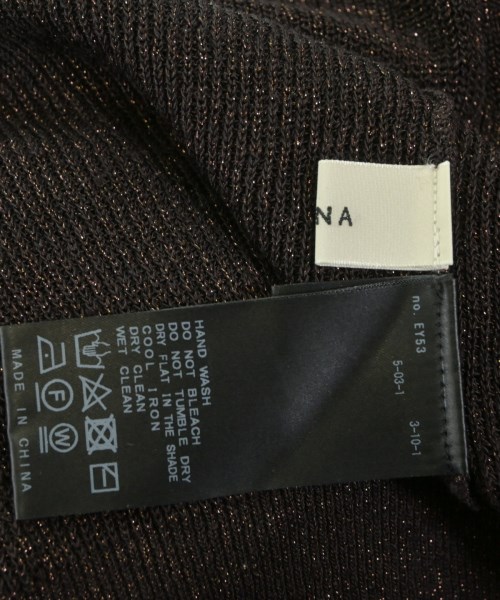 NA
no. EY53
5-03-1
3-10-1
HAND WASH
DO NOT BLEACH
DO NOT TUMBLE DRY
DRY FLAT IN THE SHADE
COOL IRON
DRY CLEAN
WET CLEAN
F
W
MADE IN CHINA